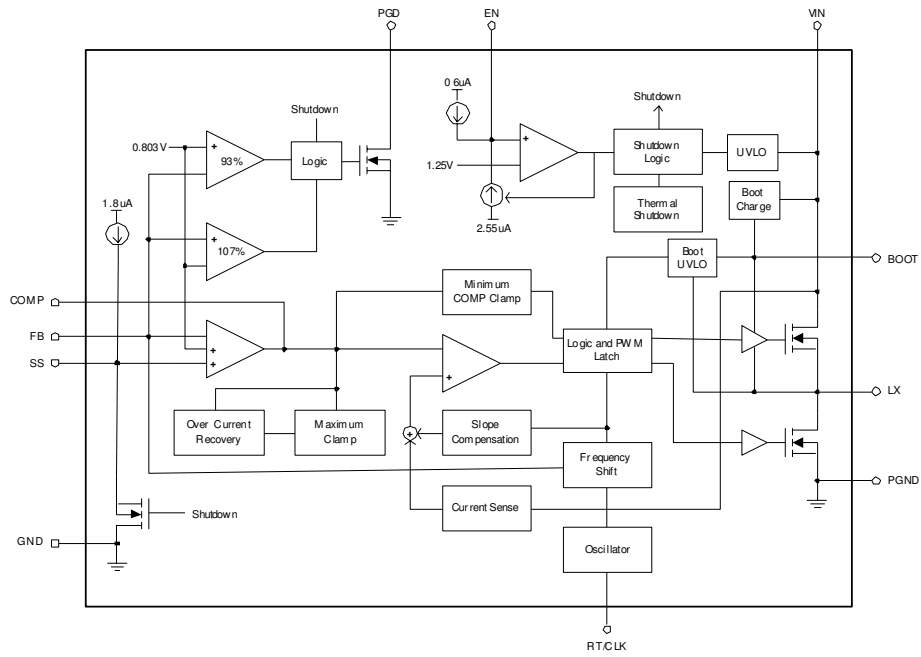 PGD
EN
VIN
0.6uA
Shutdown
Shutdown
0.803V
+
93%
Logic
+
1.25V
Shutdown
Logic
UVLO
Thermal
Shutdown
Boot
Charge
1.8uA
2.55uA
+
107%
Boot
UVLO
BOOT
Minimum
COMP Clamp
COMP
FB
SS
+
+
Logic and PWM
Latch
+
LX
Over Current
Recovery
Maximum
Clamp
+
Slope
Compensation
Frequency
Shift
PGND
Current Sense
Shutdown
GND
Oscillator
RT/CLK